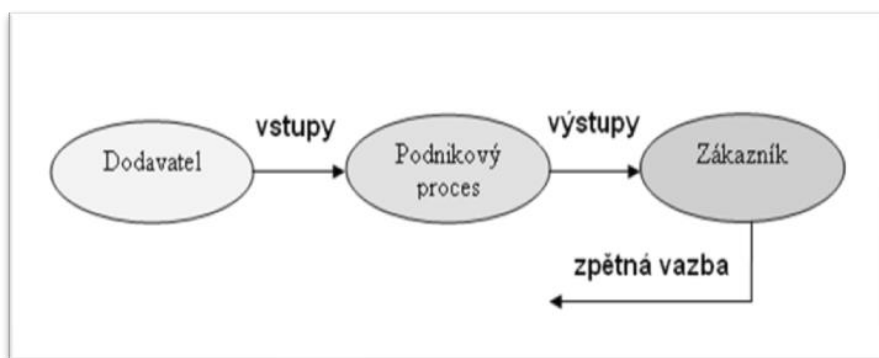 Dodavatel
vstupy
Podnikový
proces
výstupy
Zákazník
zpětná vazba